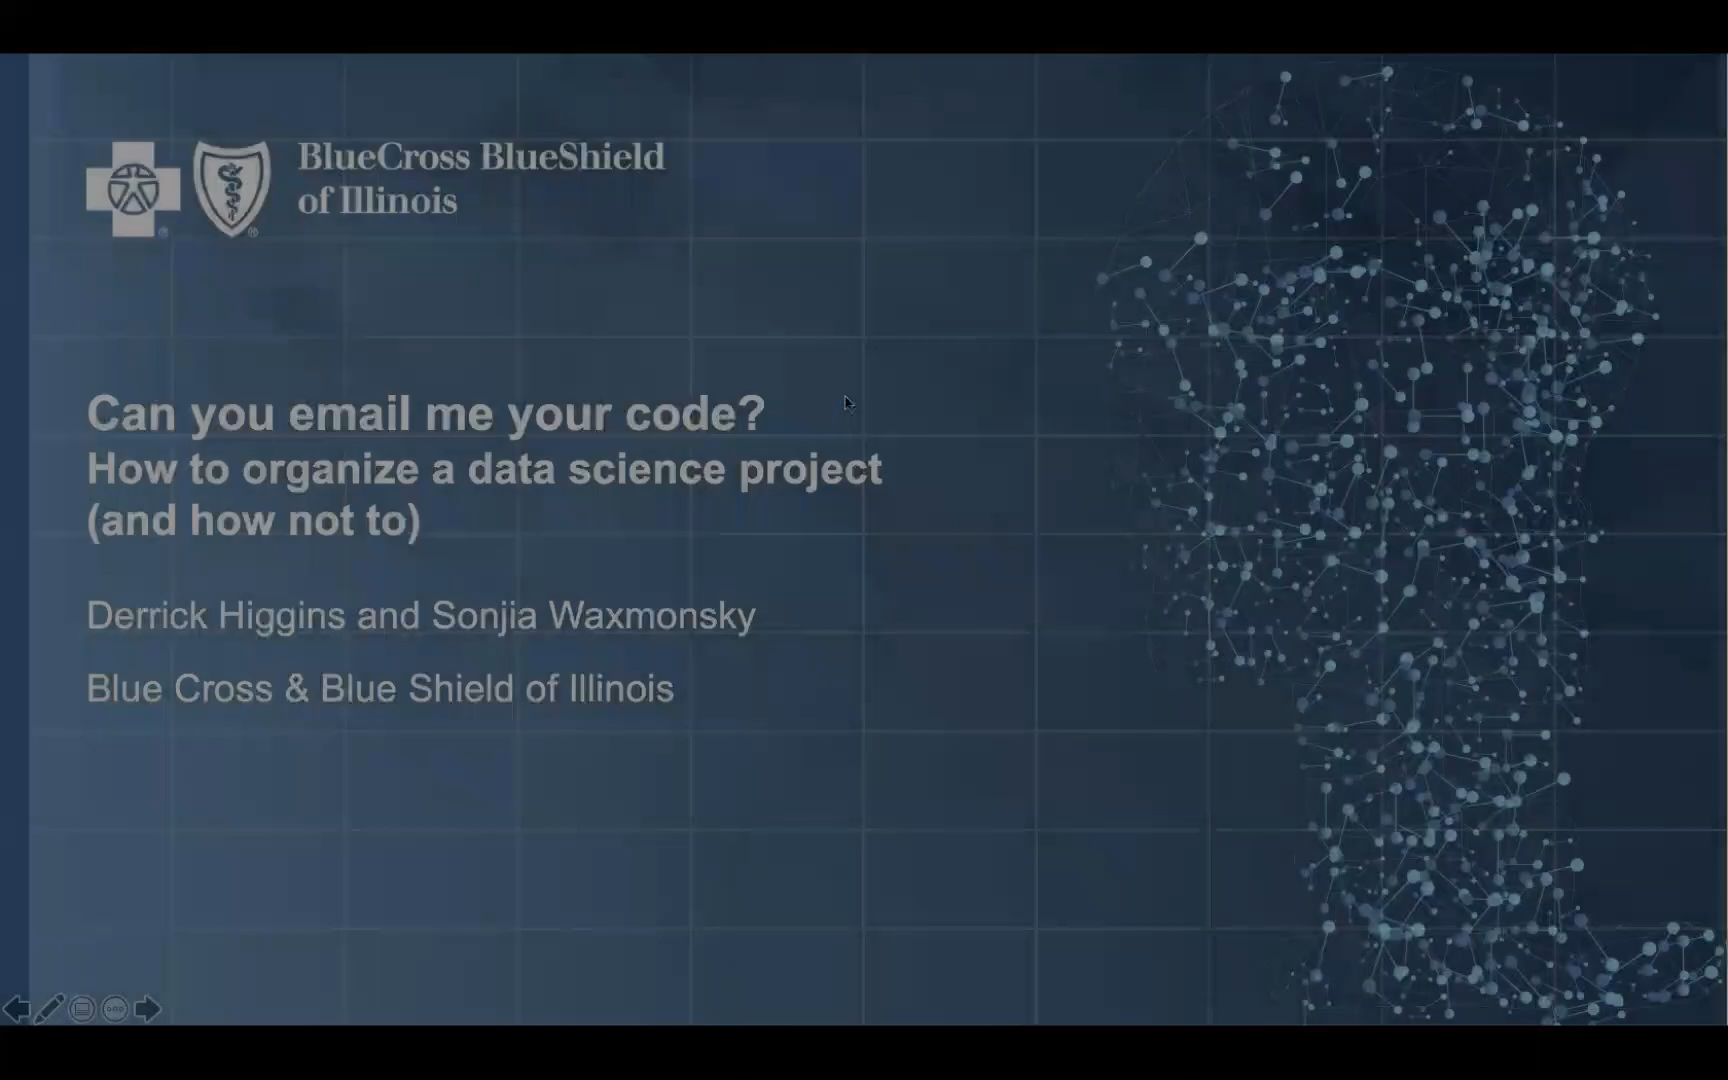 BlueCross BlueShield
of Illinois
Can you email me your code?
How to organize a data science project
(and how not to)
Derrick Higgins and Sonjia Waxmonsky
Blue Cross & Blue Shield of Illinois